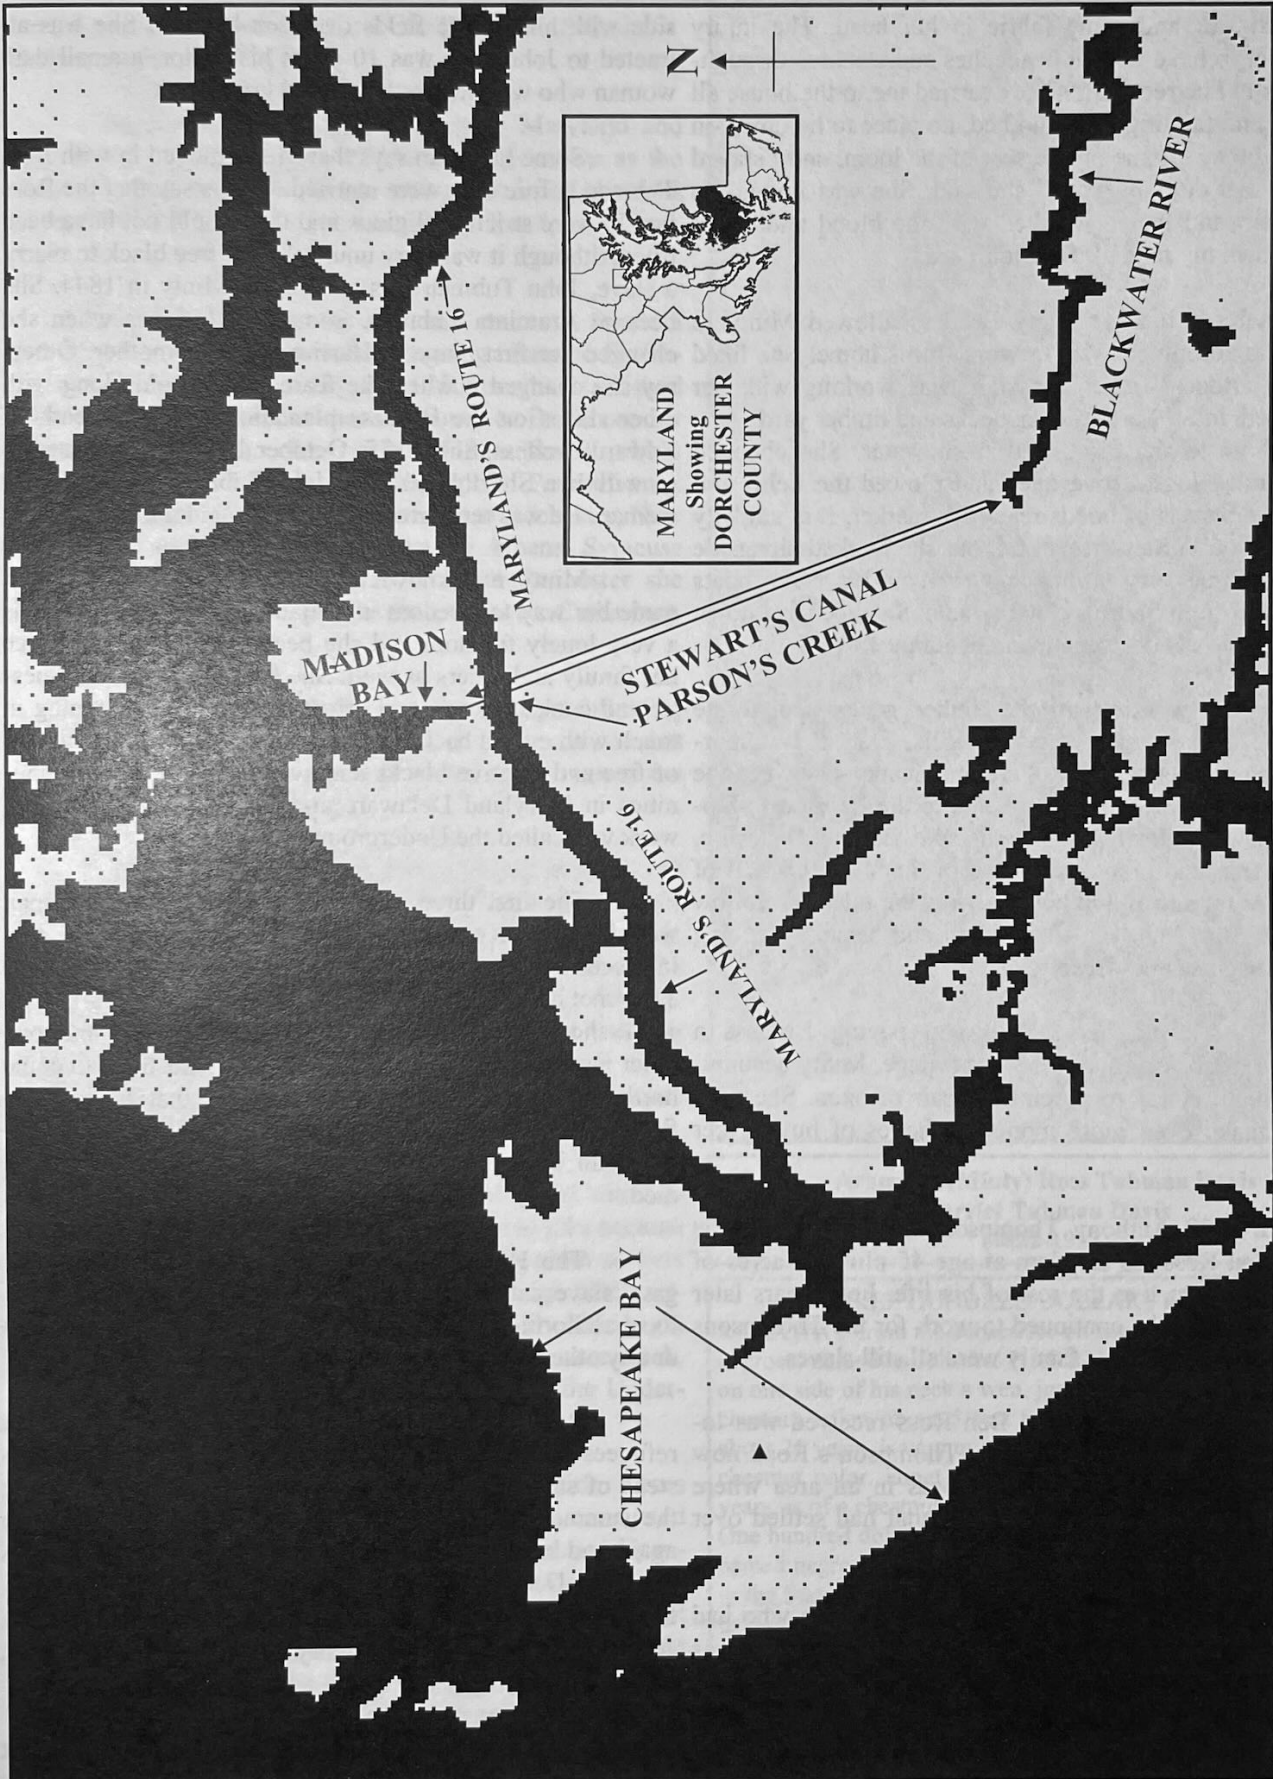 N
BLACKWATER RIVER
MARYLAND'S ROUTE 16
MARYLAND
Showing
DORCHESTER
COUNTY
MADISON
BAY
STEWART'S CANAL
PARSON'S CREEK
MARYLAND'S ROUTE 16
CHESAPEAKE BAY